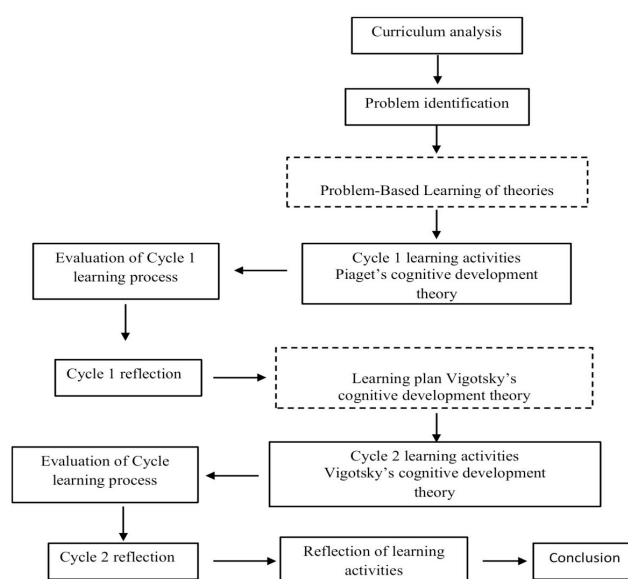 Curriculum analysis
Problem identification
Problem-Based Learning of theories
Cycle 1 learning activities
Piaget's cognitive development
theory
Evaluation of Cycle 1
learning process
Cycle 1 reflection
Learning plan Vigotsky's
cognitive development theory
Cycle 2 learning activities
Vigotsky's cognitive development
theory
Evaluation of Cycle
learning process
Cycle 2 reflection
Reflection of learning
activities
Conclusion